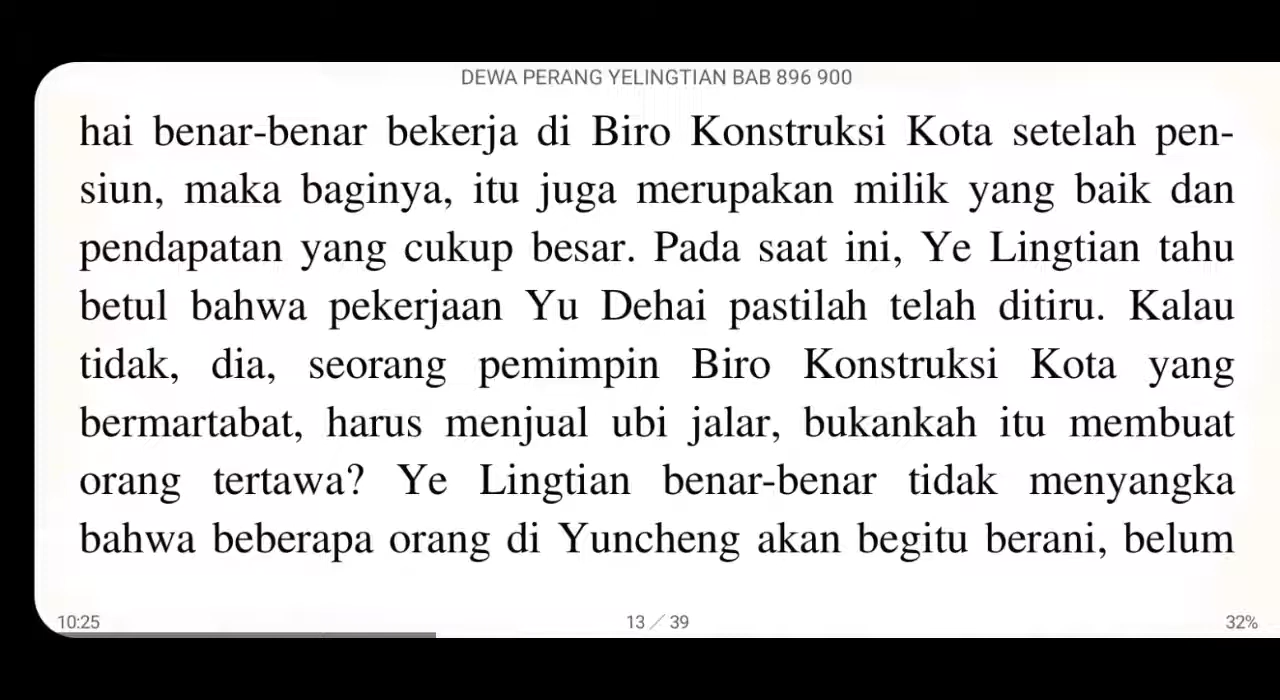 DEWA PERANG YELINGTIAN BAB 896 900
hai benar-benar bekerja di Biro Konstruksi Kota setelah pen-
siun, maka baginya, itu juga merupakan milik yang baik dan
pendapatan yang cukup besar. Pada saat ini, Ye Lingtian tahu
betul bahwa pekerjaan Yu Dehai pastilah telah ditiru. Kalau
tidak, dia, seorang pemimpin Biro Konstruksi Kota yang
bermartabat, harus menjual ubi jalar, bukankah itu membuat
orang tertawa? Ye Lingtian benar-benar tidak menyangka
bahwa beberapa orang di Yuncheng akan begitu berani, belum
10:25 13 / 39 32%